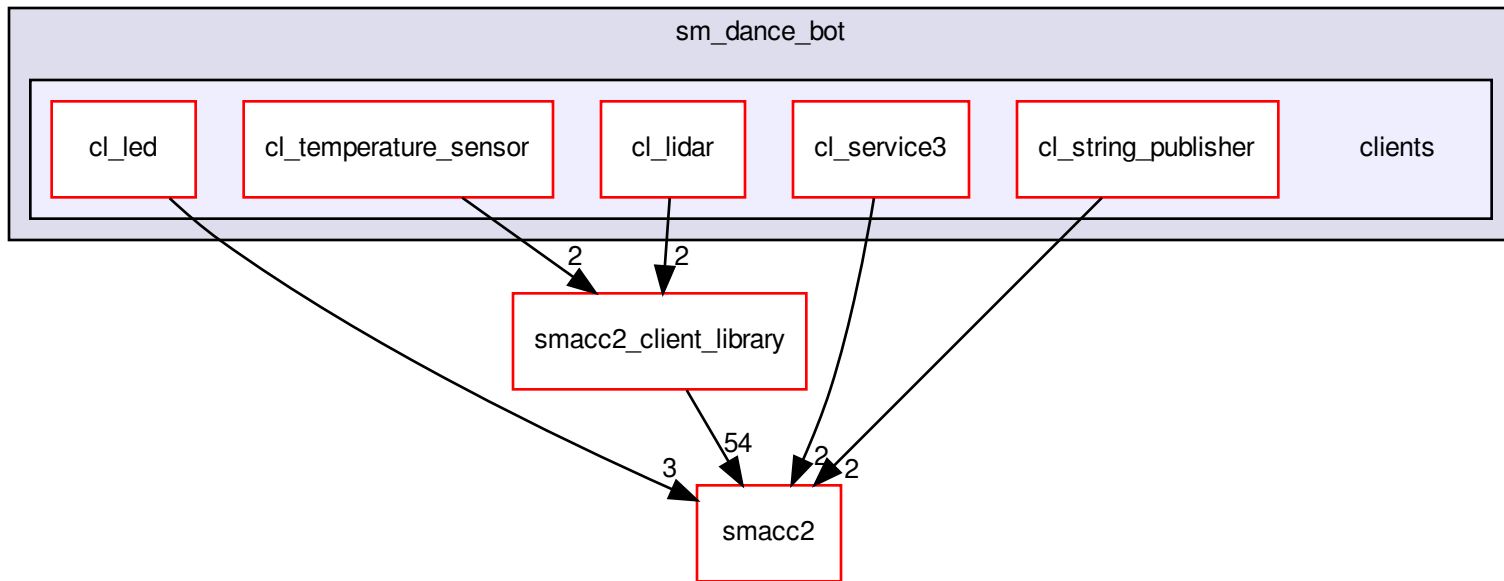 sm_dance_bot
cl_led
cl_temperature_sensor
cl_lidar
cl_service3
cl_string_publisher
clients
2
2
smacc2_client_library
54
3
2
2
smacc2